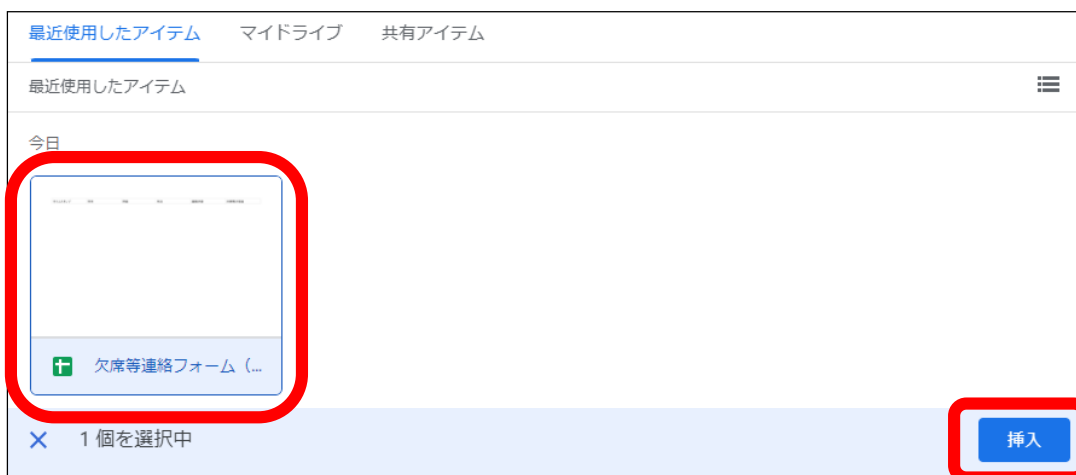 最近使用したアイテム マイドライブ 共有アイテム
最近使用したアイテム
今日
欠席等連絡フォーム（...
1 個を選択中
挿入